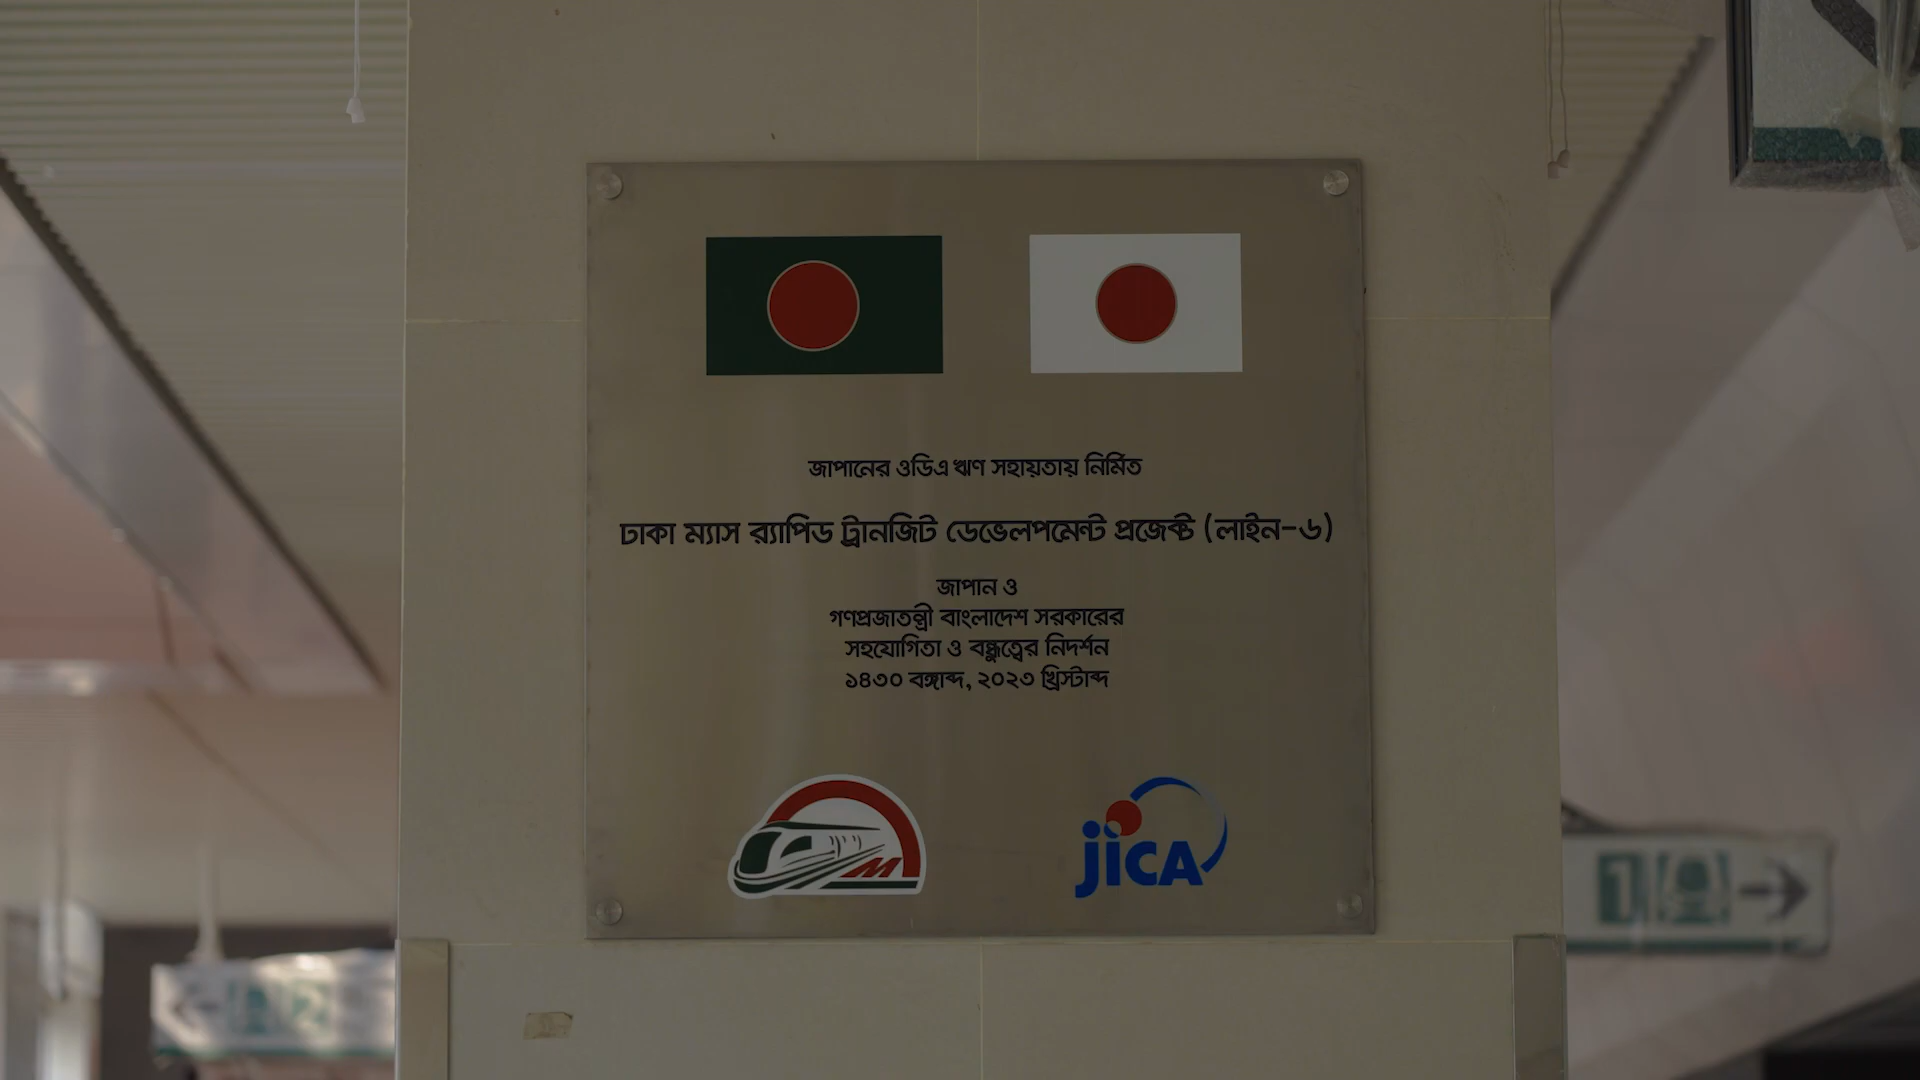 জাপানের ওডিএ ঋণ সহায়তায় নির্মিত
ঢাকা ম্যাস র‍্যাপিড ট্রানজিট ডেভেলপমেন্ট প্রজেক্ট (লাইন-৬)
জাপান ও
গণপ্রজাতন্ত্রী বাংলাদেশ সরকারের
সহযোগিতা ও বন্ধুত্বের নিদর্শন
১৪৩০ বঙ্গাব্দ, ২০২৩ খ্রিস্টাব্দ
M
jica
1